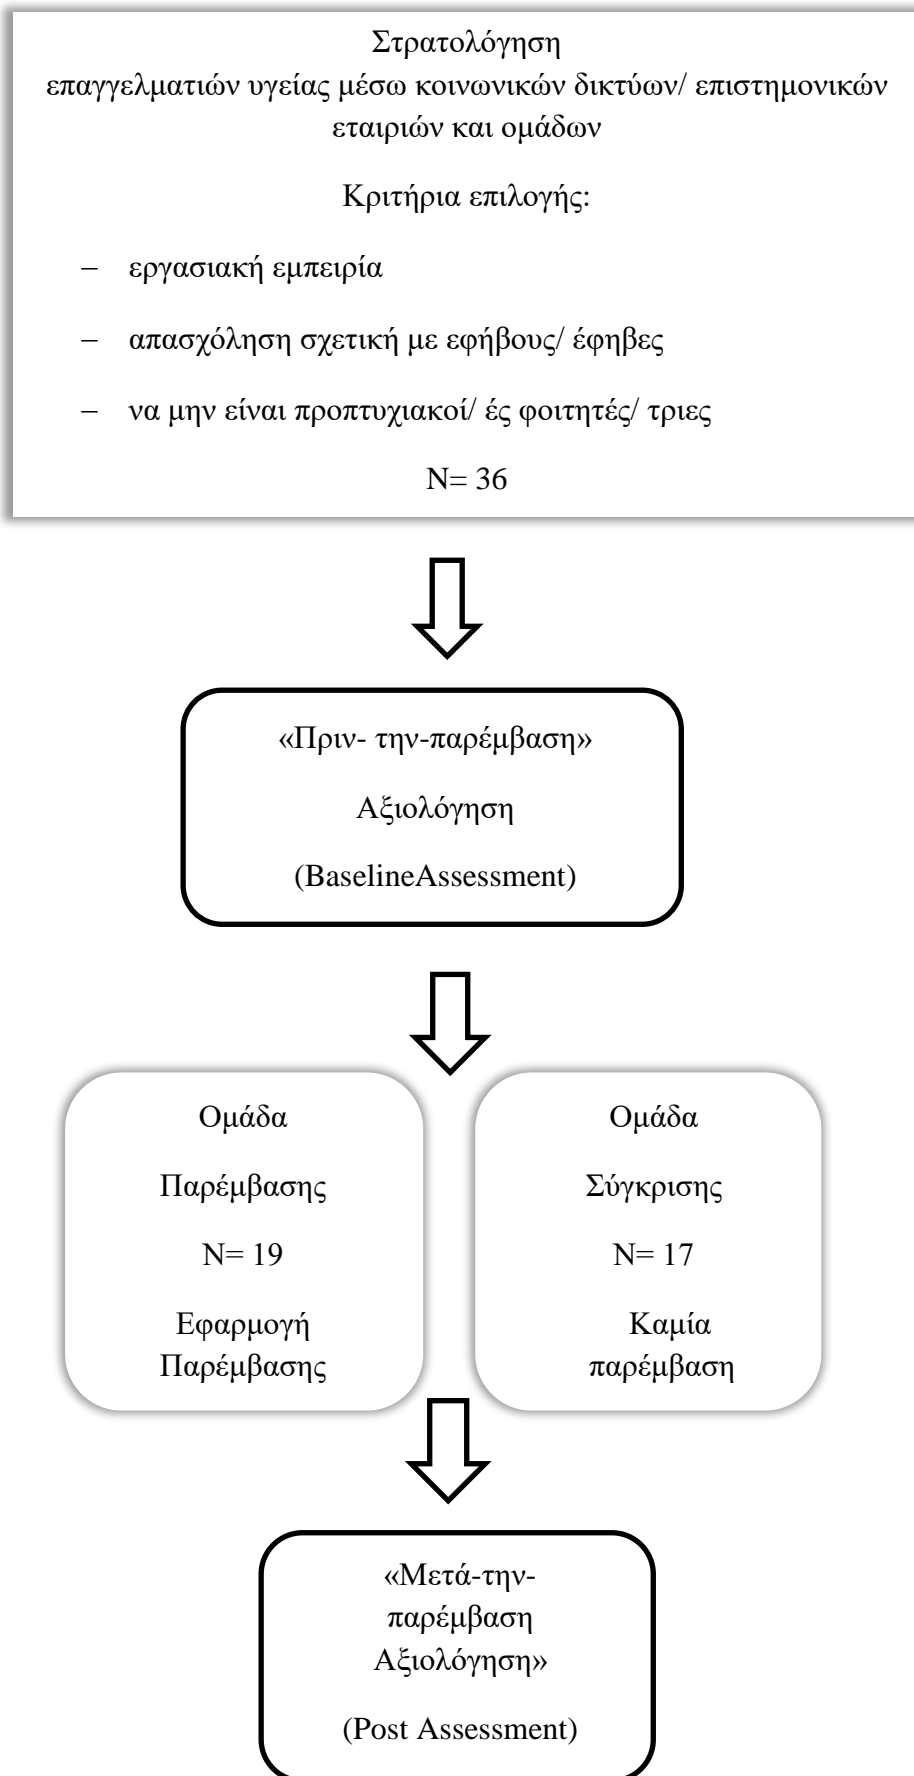 Στρατολόγηση
επαγγελματιών υγείας μέσω κοινωνικών δικτύων/ επιστημονικών
εταιριών και ομάδων
Κριτήρια επιλογής:
– εργασιακή εμπειρία
– απασχόληση σχετική με εφήβους/ έφηβες
– να μην είναι προπτυχιακοί/ ές φοιτητές/ τριες
N= 36
«Πριν- την-παρέμβαση»
Αξιολόγηση
(BaselineAssessment)
Ομάδα
Παρέμβασης
N= 19
Εφαρμογή
Παρέμβασης
Ομάδα
Σύγκρισης
N= 17
Καμία
παρέμβαση
«Μετά-την-
παρέμβαση
Αξιολόγηση»
(Post Assessment)